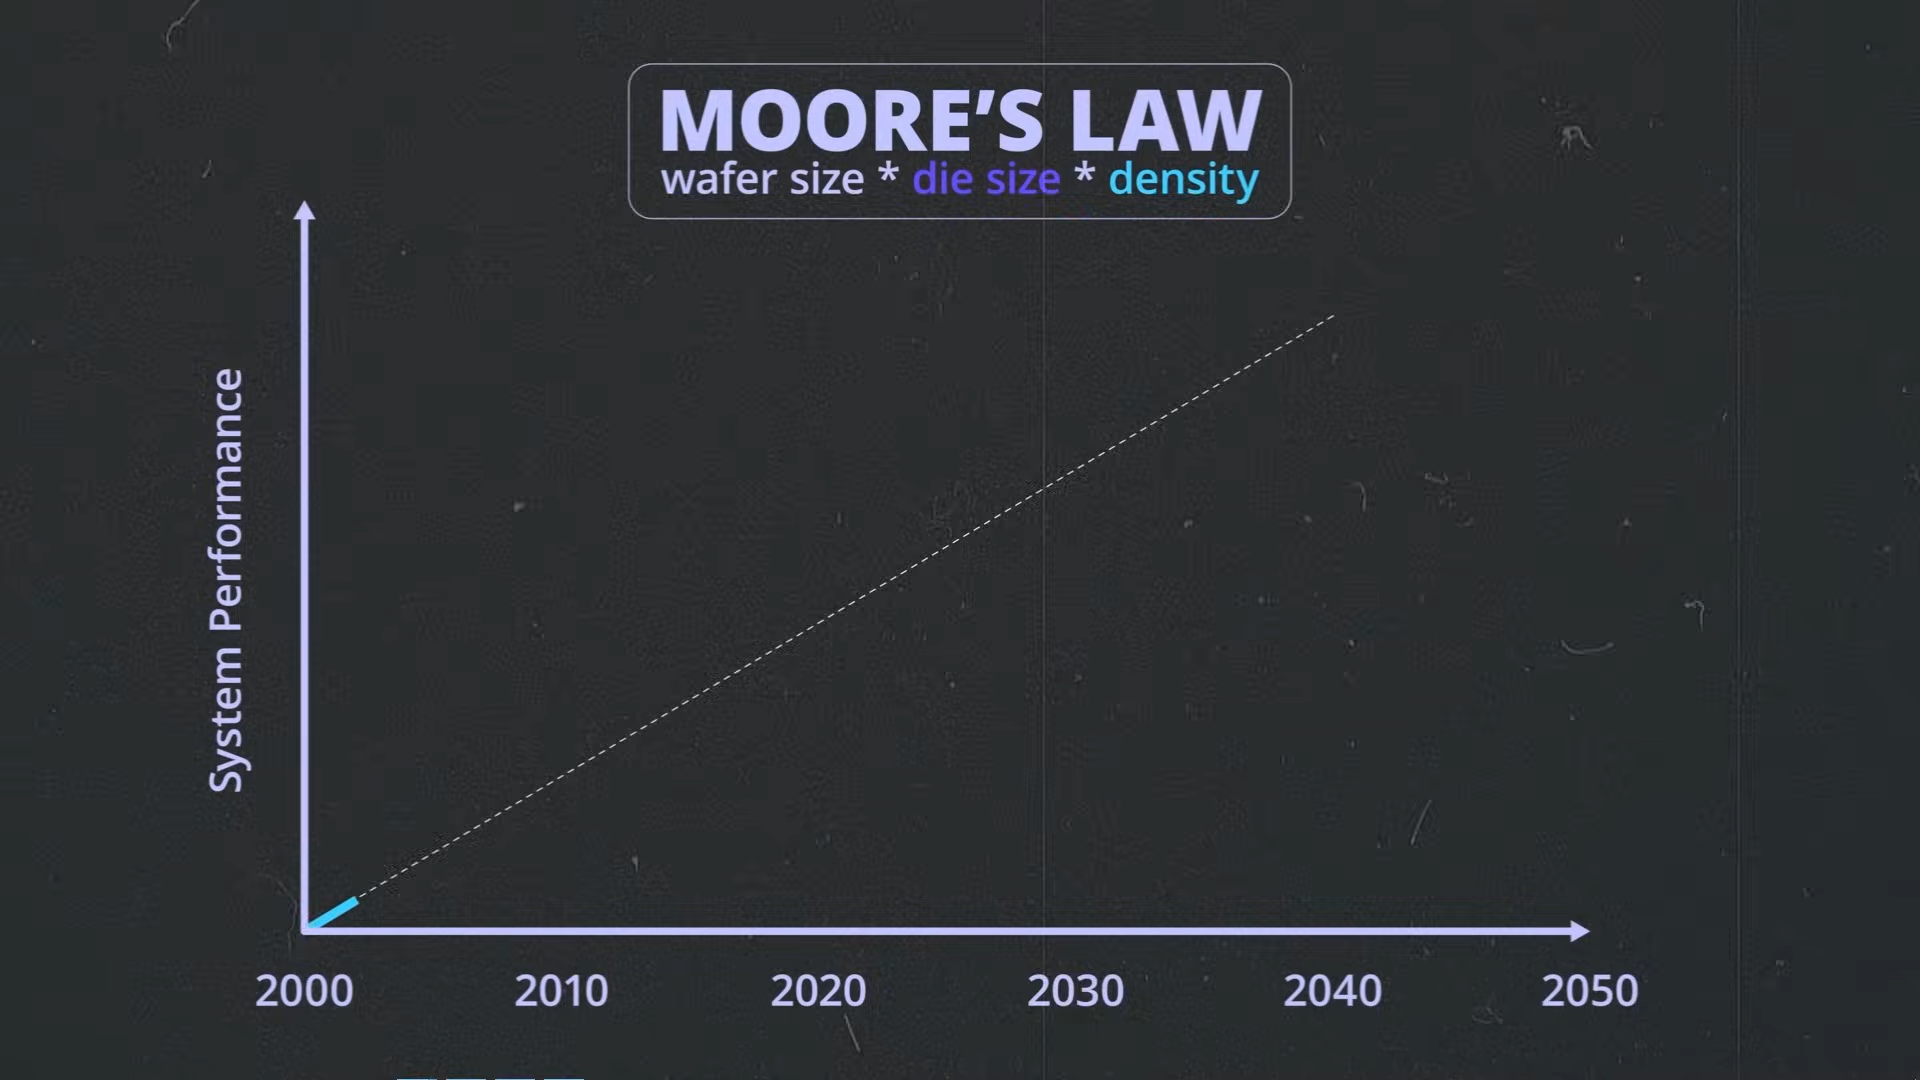 MOORE’S LAW
wafer size * die size * density
System Performance
2000 2010 2020 2030 2040 2050